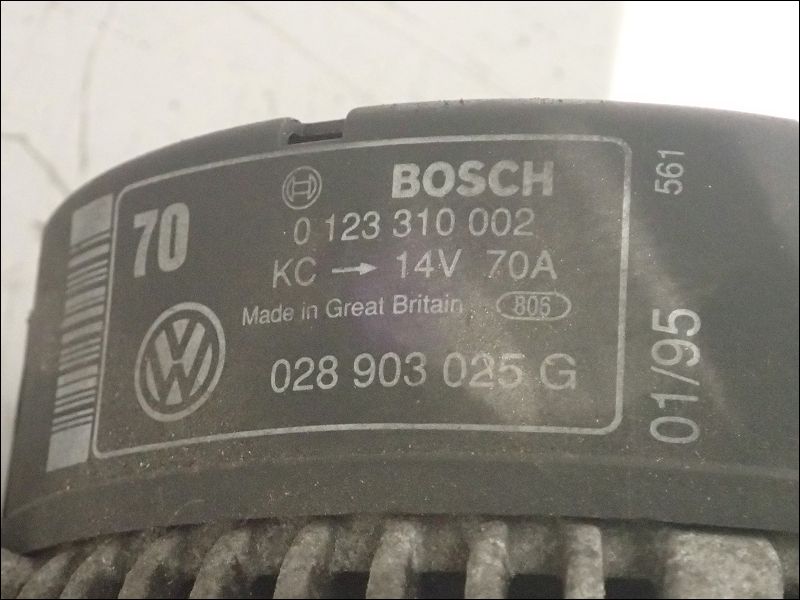 BOSCH
70
0 123 310 002
KC → 14V 70A
Made in Great Britain 806
028 903 025 G
561
01/95